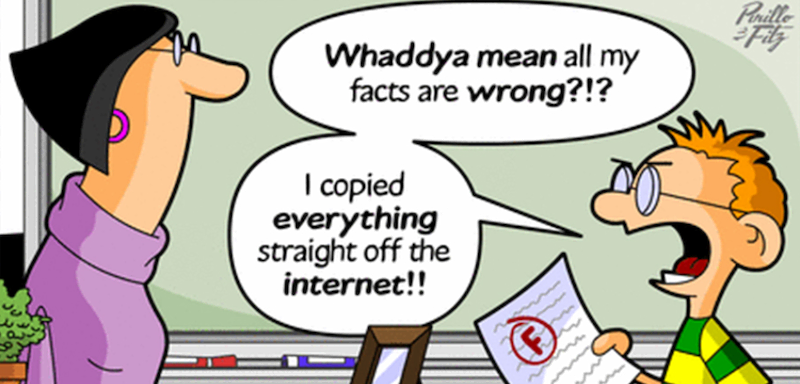 Pirillo
& Fitz
Whaddya mean all my
facts are wrong?!?
I copied
everything
straight off the
internet!!
F